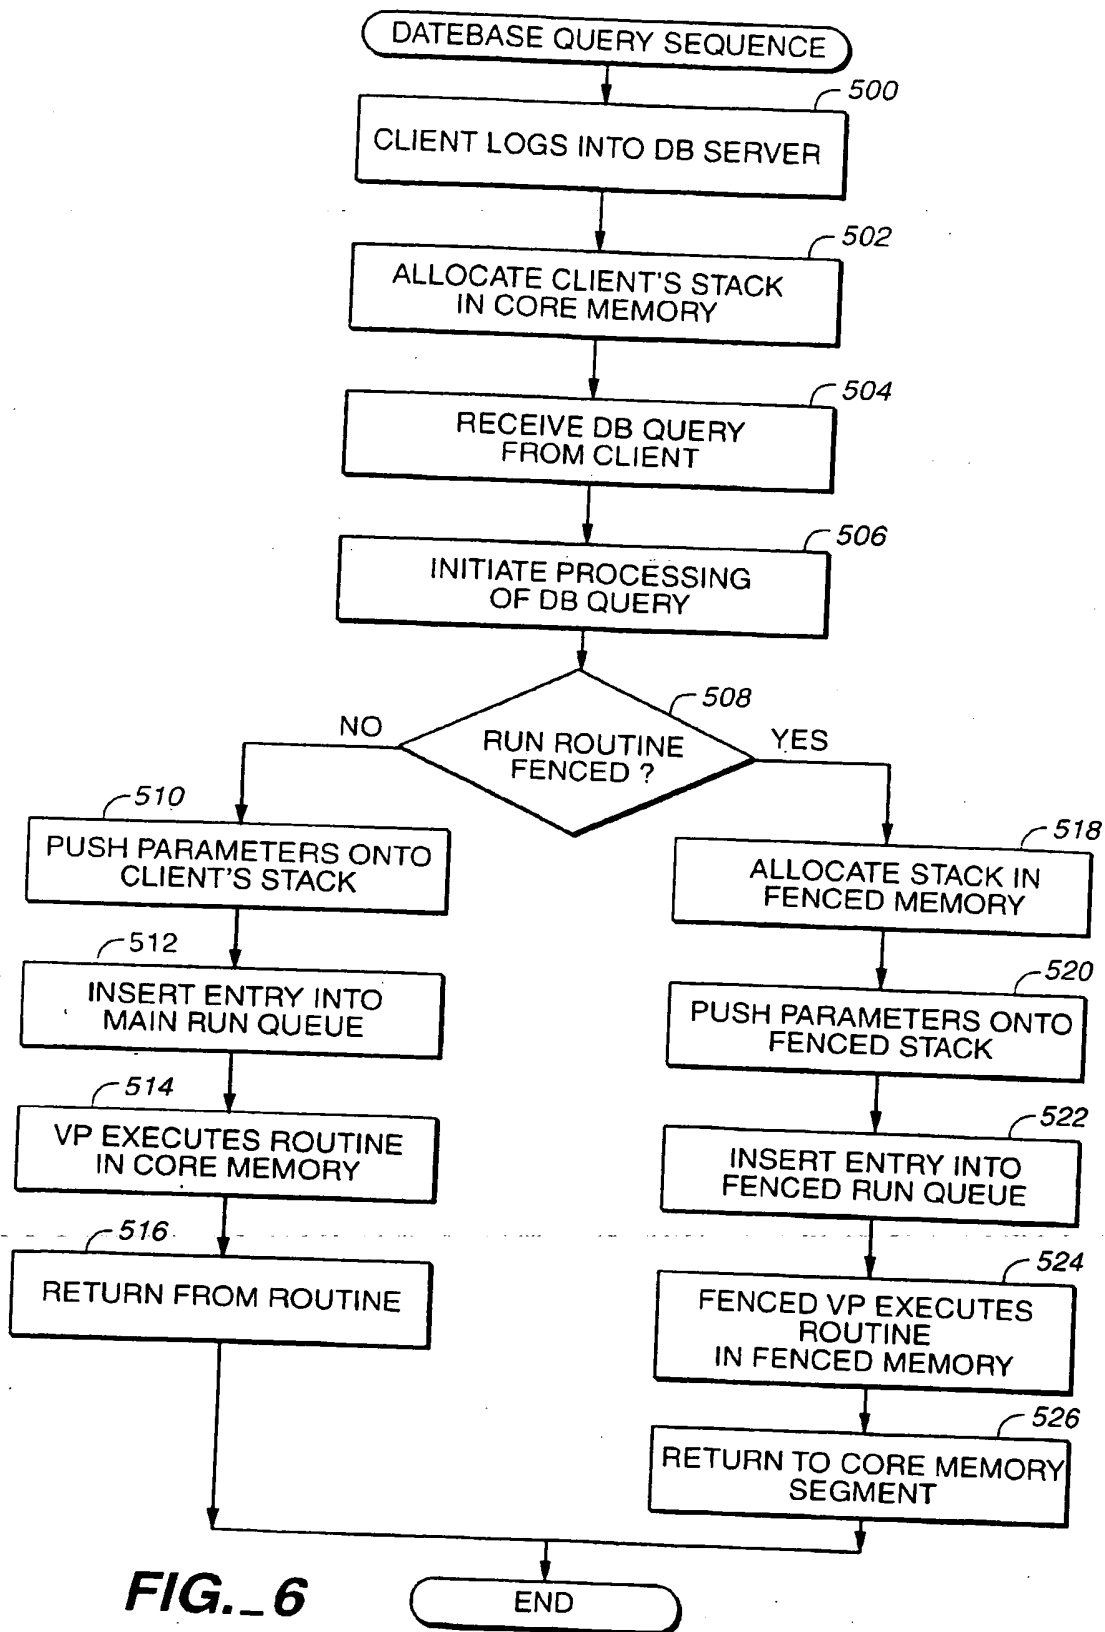 DATEBASE QUERY SEQUENCE
500
CLIENT LOGS INTO DB SERVER
502
ALLOCATE CLIENT'S STACK
IN CORE MEMORY
504
RECEIVE DB QUERY
FROM CLIENT
506
INITIATE PROCESSING
OF DB QUERY
508
RUN ROUTINE
FENCED ?
NO
YES
510
PUSH PARAMETERS ONTO
CLIENT'S STACK
512
INSERT ENTRY INTO
MAIN RUN QUEUE
514
VP EXECUTES ROUTINE
IN CORE MEMORY
516
RETURN FROM ROUTINE
518
ALLOCATE STACK IN
FENCED MEMORY
520
PUSH PARAMETERS ONTO
FENCED STACK
522
INSERT ENTRY INTO
FENCED RUN QUEUE
524
FENCED VP EXECUTES
ROUTINE
IN FENCED MEMORY
526
RETURN TO CORE MEMORY
SEGMENT
END
FIG._6